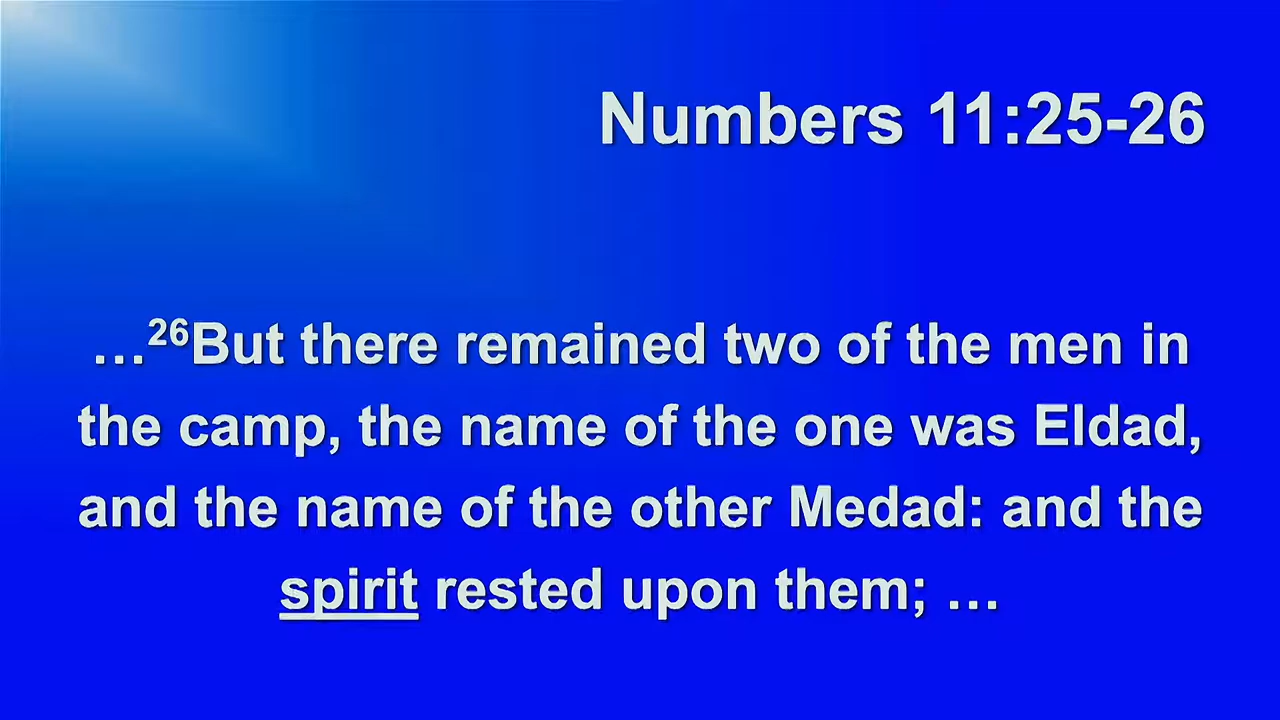 Numbers 11:25-26
…26But there remained two of the men in
the camp, the name of the one was Eldad,
and the name of the other Medad: and the
spirit rested upon them; …